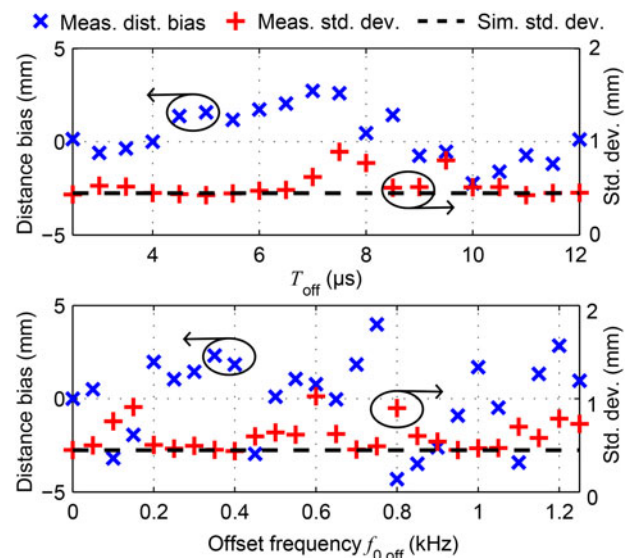 Meas. dist. bias Meas. std. dev. Sim. std. dev.
5 2
Distance bias (mm)
0 1
Std. dev. (mm)
−5 0
4 6 8 10 12
T_off (µs)
5 2
Distance bias (mm)
0 1
Std. dev. (mm)
−5 0
0 0.2 0.4 0.6 0.8 1 1.2
Offset frequency f_0,off (kHz)